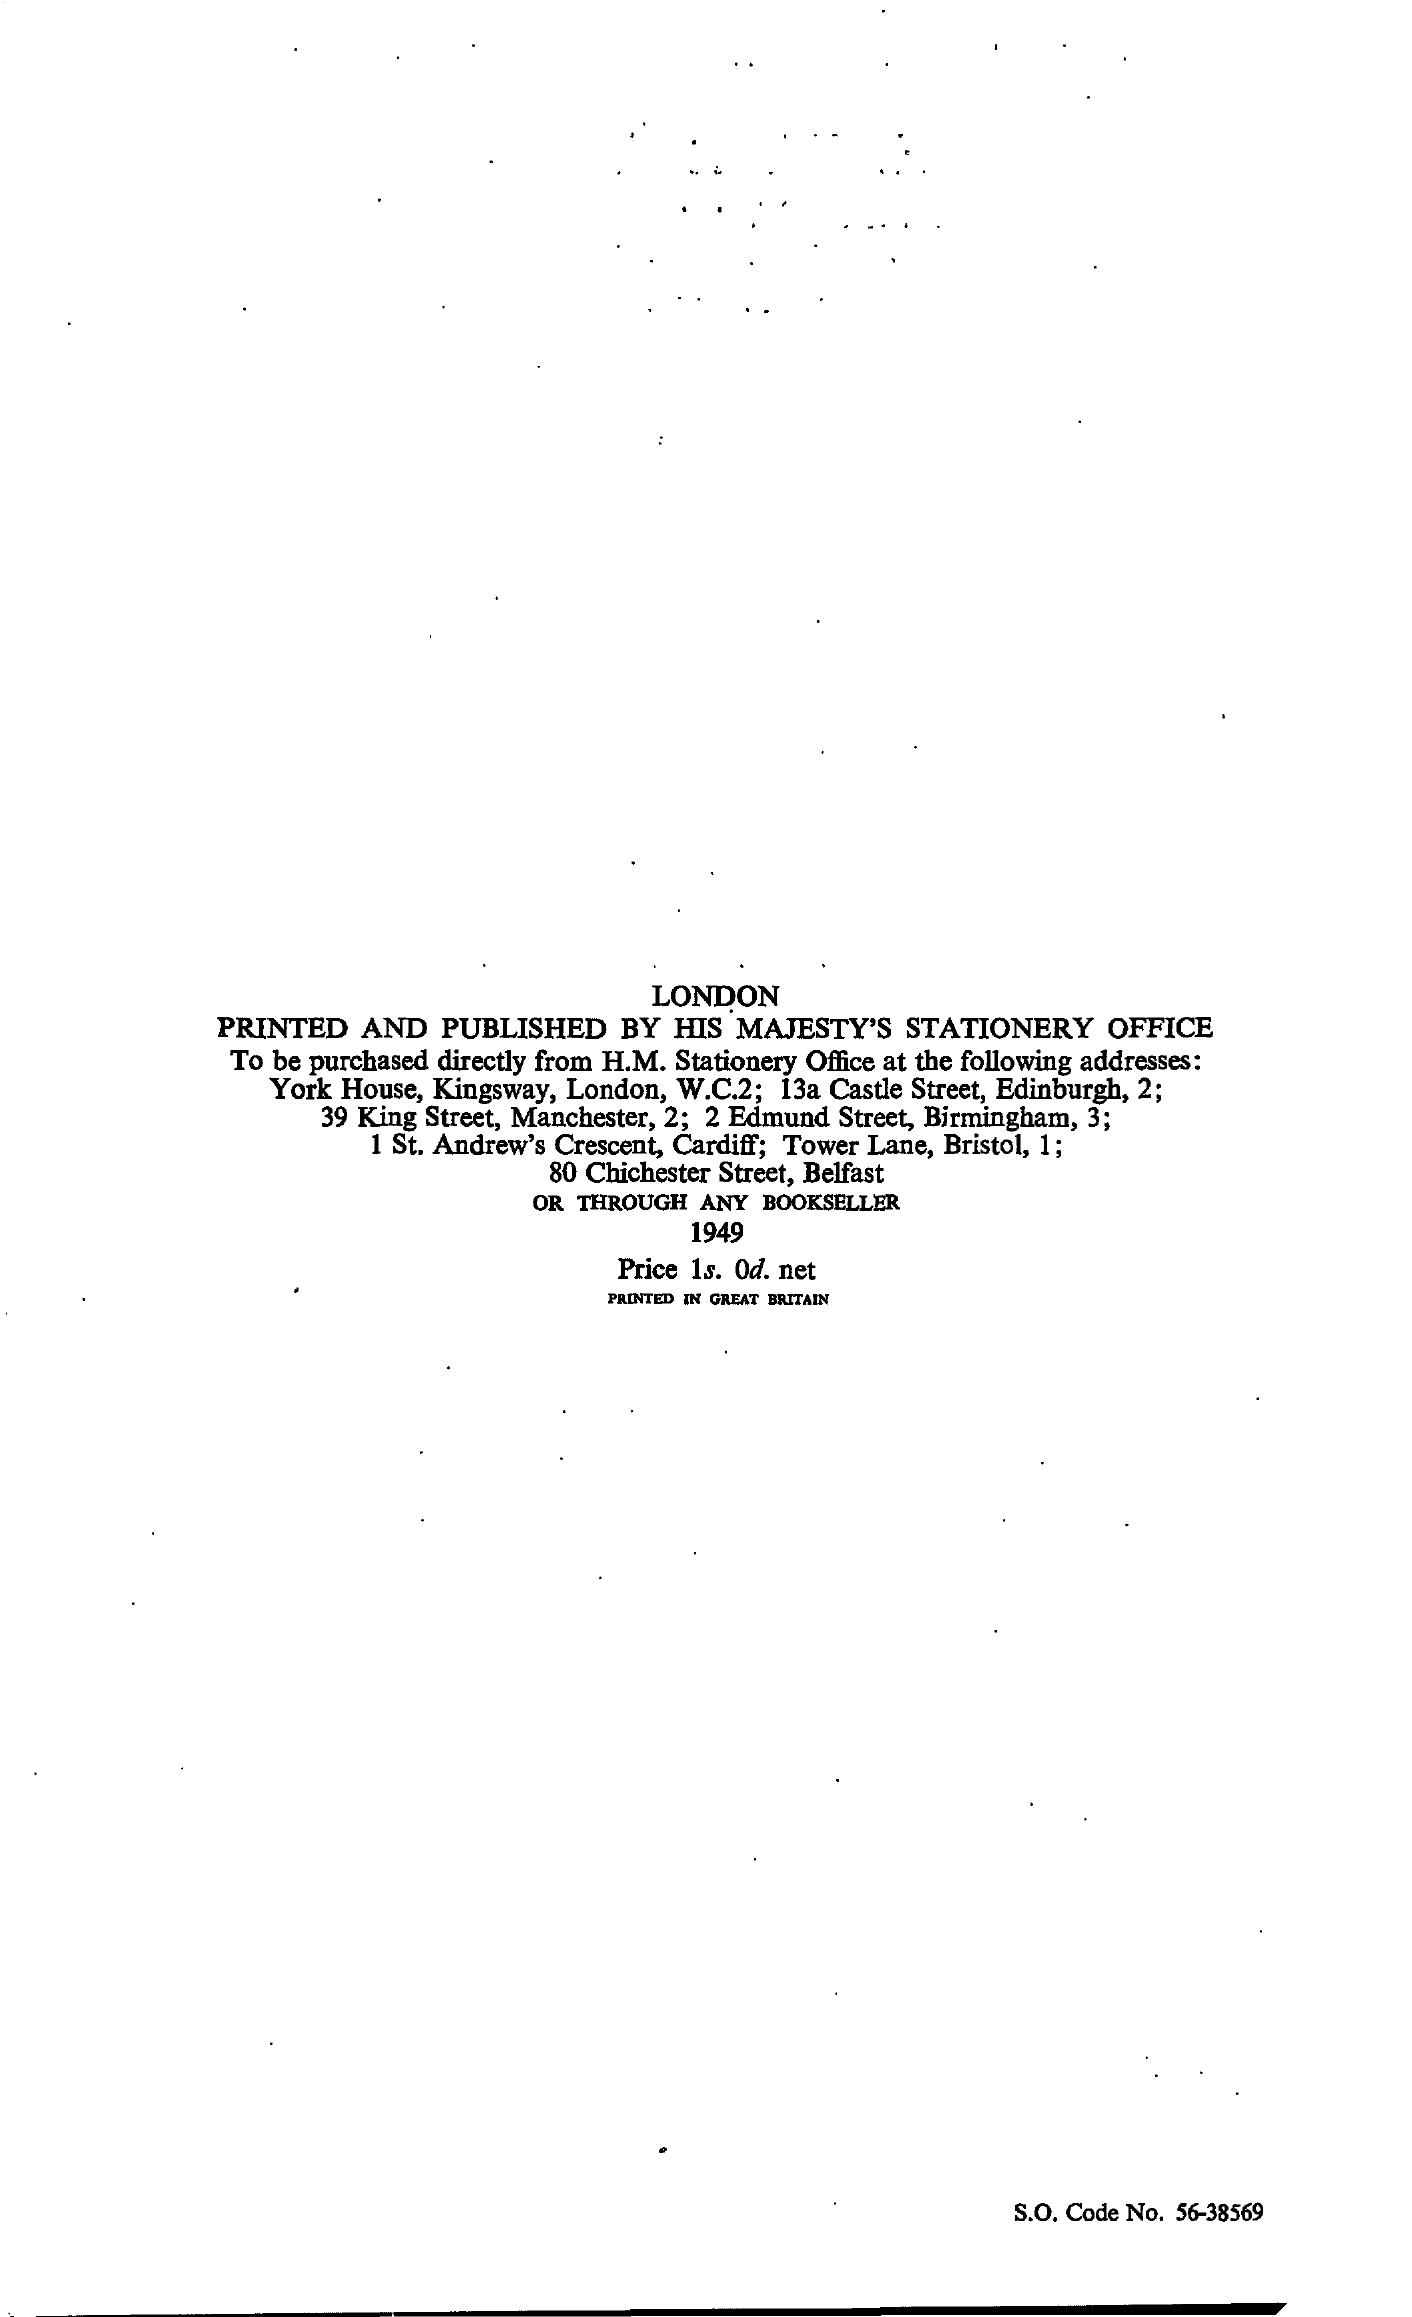 LONDON
PRINTED AND PUBLISHED BY HIS MAJESTY'S STATIONERY OFFICE
To be purchased directly from H.M. Stationery Office at the following addresses:
York House, Kingsway, London, W.C.2; 13a Castle Street, Edinburgh, 2;
39 King Street, Manchester, 2; 2 Edmund Street, Birmingham, 3;
1 St. Andrew's Crescent, Cardiff; Tower Lane, Bristol, 1;
80 Chichester Street, Belfast
OR THROUGH ANY BOOKSELLER
1949
Price 1s. 0d. net
PRINTED IN GREAT BRITAIN
S.O. Code No. 56-38569